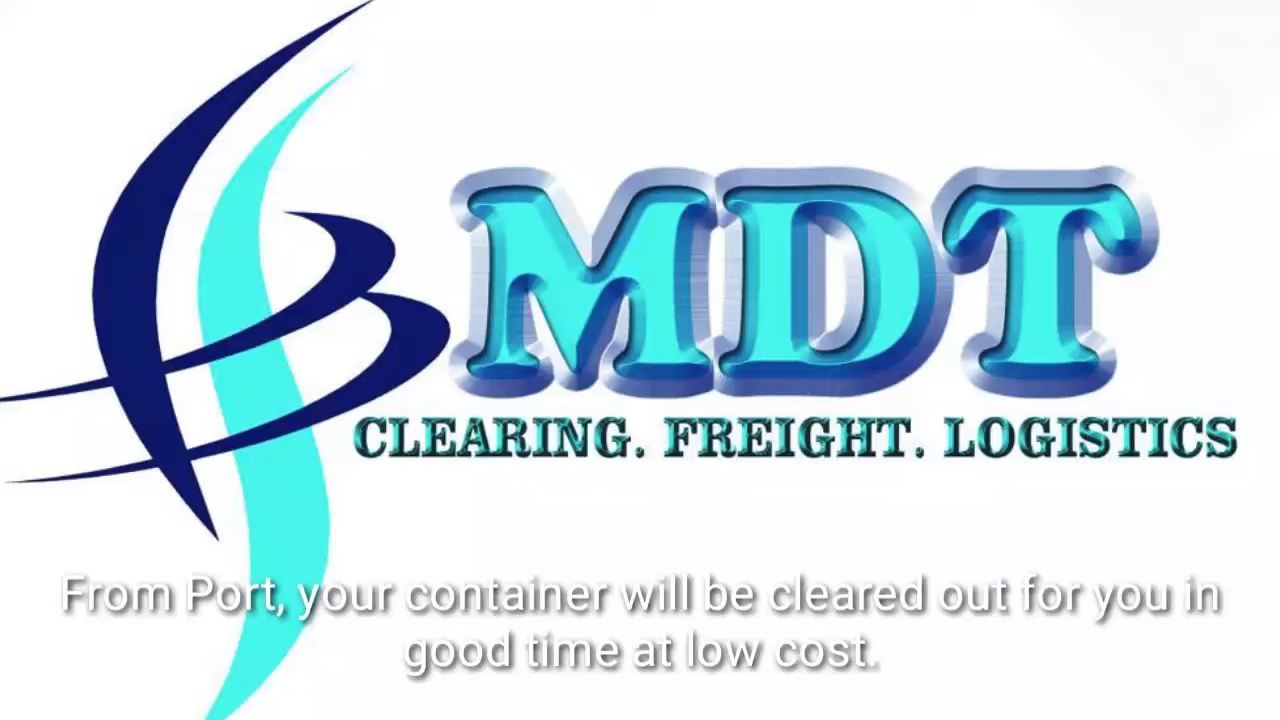 MDT
CLEARING. FREIGHT. LOGISTICS
From Port, your container will be cleared out for you in
good time at low cost.